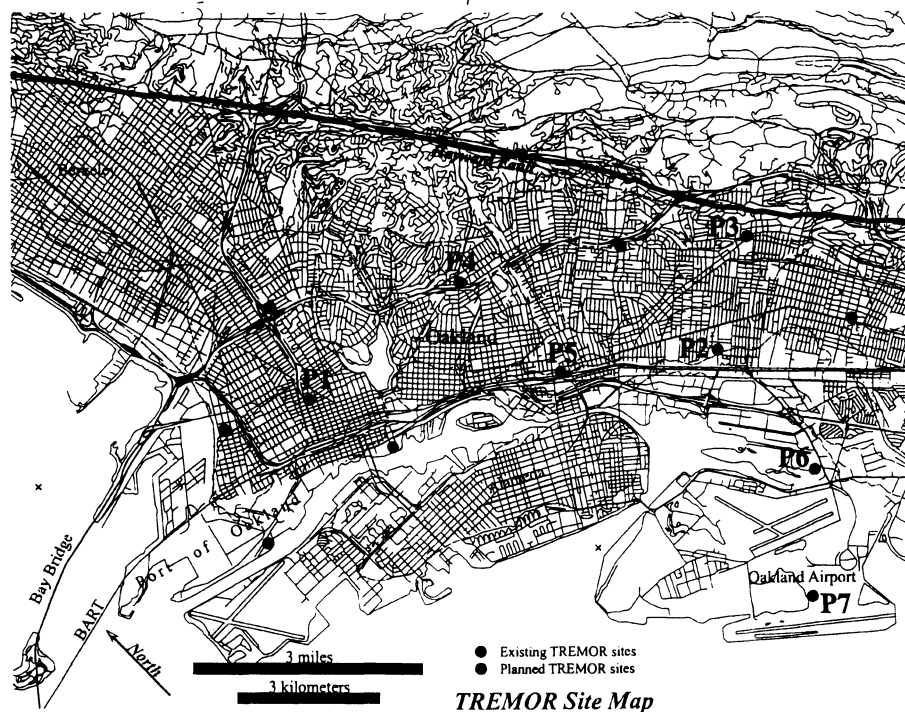 Berkeley
Hayward Fault
P3
P4
Oakland
P2
P5
P1
P6
Alameda
Port of Oakland
Bay Bridge
BART
North
Oakland Airport
P7
3 miles
3 kilometers
Existing TREMOR sites
Planned TREMOR sites
TREMOR Site Map